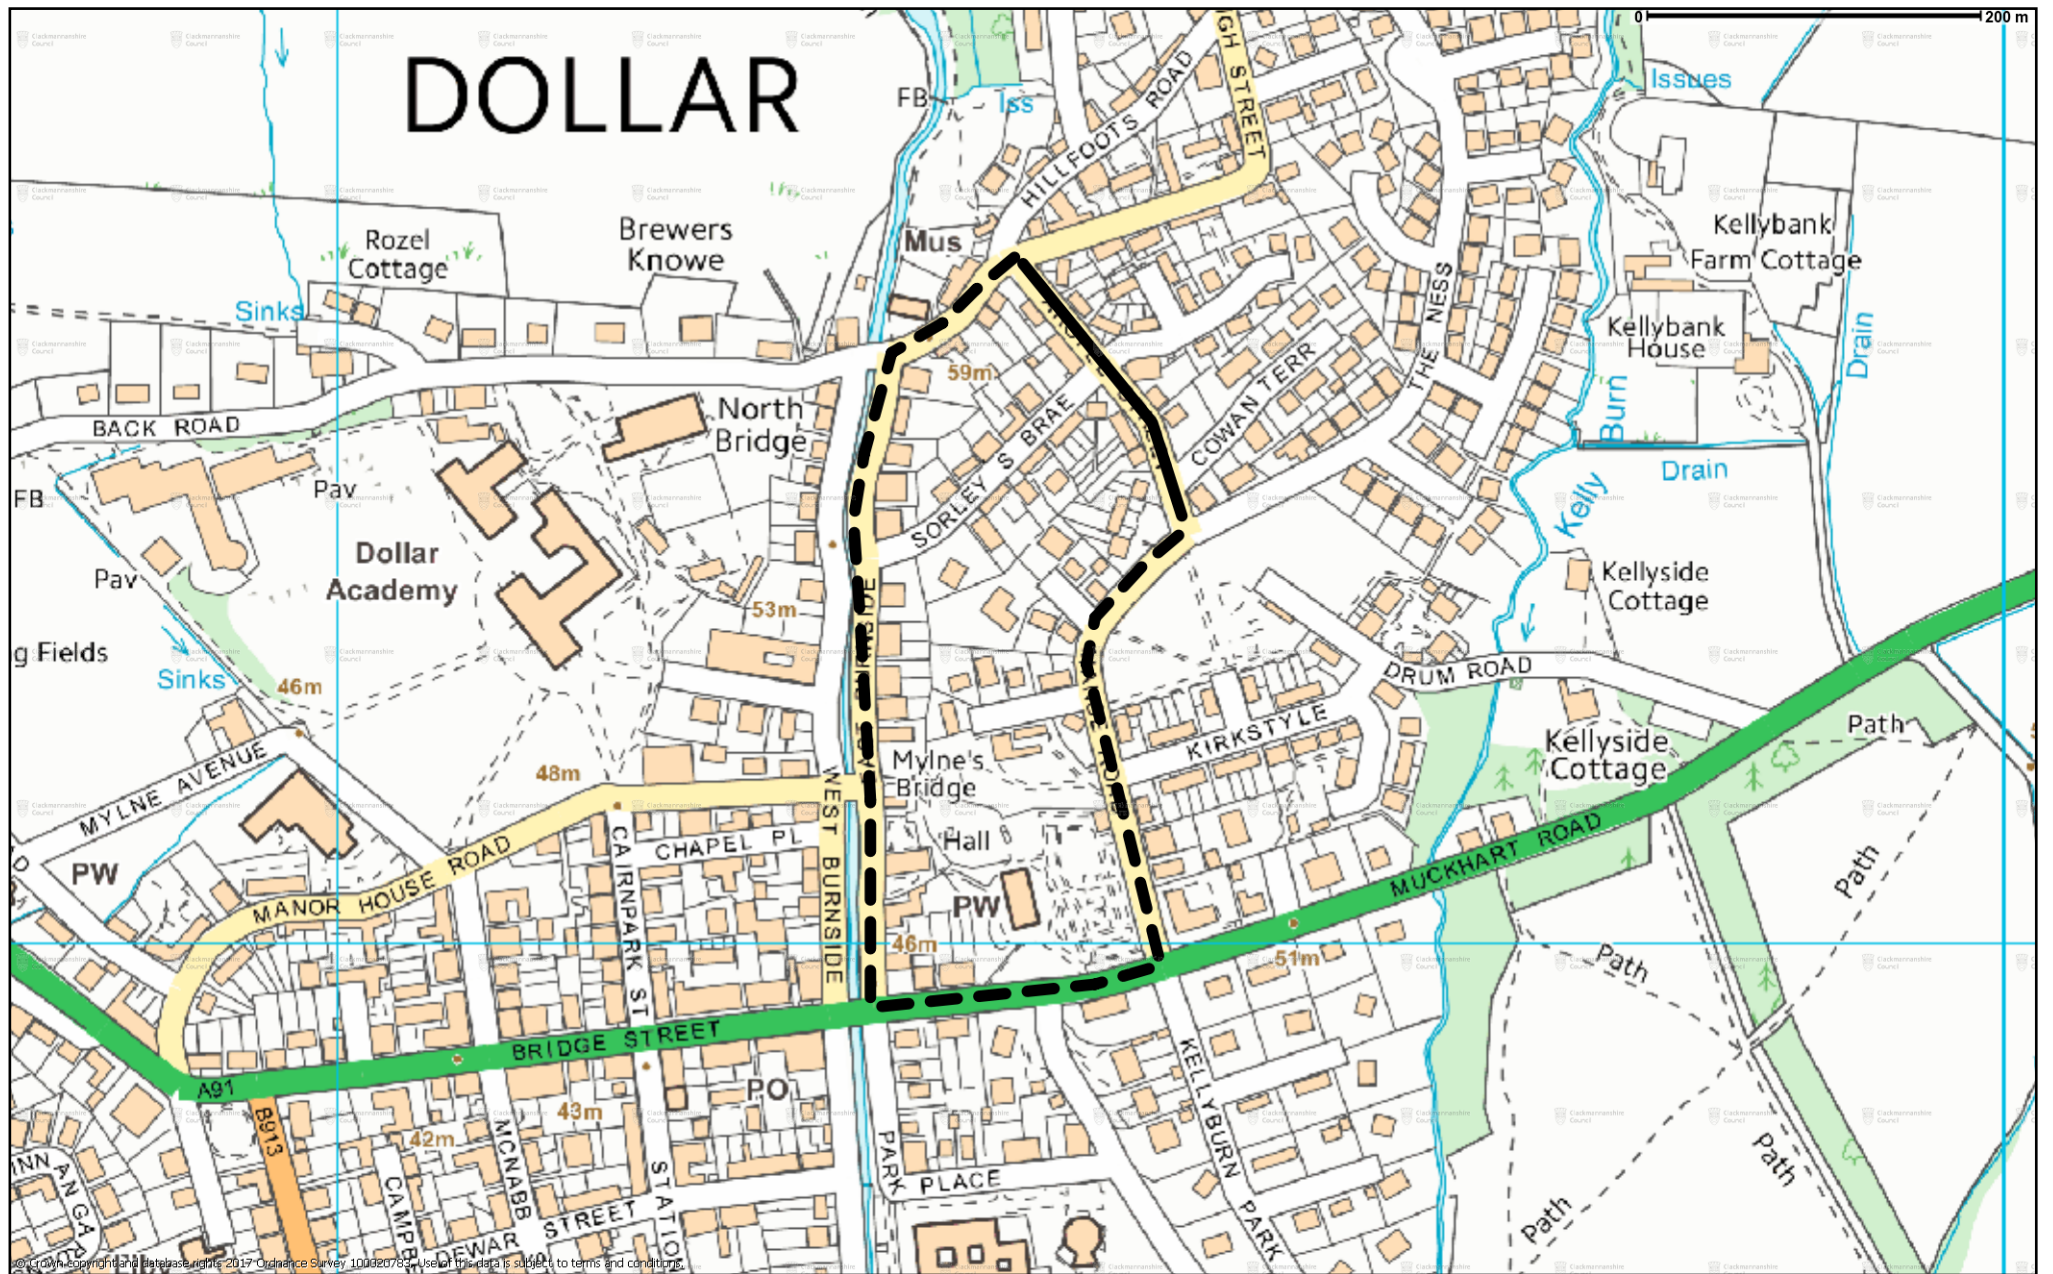 0 200 m
DOLLAR
FB
Iss
HILLFOOTS ROAD
IGH STREET
Issues
Rozel
Cottage
Brewers
Knowe
Mus
Kellybank
Farm Cottage
Sinks
THE NESS
Kellybank
House
Drain
59m
COWAN TERR
BACK ROAD
North
Bridge
SORLEY S BRAE
Burn
Kelly
Drain
FB
Pav
Dollar
Academy
Pav
53m
Kellyside
Cottage
g Fields
Sinks
46m
DRUM ROAD
KIRKSTYLE
Path
MYLNE AVENUE
48m
Mylne's
Bridge
Kellyside
Cottage
WEST BURNSIDE
CHAPEL PL
Hall
MUCKHART ROAD
PW
MANOR HOUSE ROAD
CAIRNPARK ST
PW
46m
51m
Path
Path
BRIDGE STREET
A91
B913
PO
43m
42m
KELLYBURN PARK
PARK PLACE
MCNABB
STATION
CAMPBE
DEWAR STREET
INN AN GA
Path
Path
© Crown copyright and database rights 2017 Ordnance Survey 100020783. Use of this data is subject to terms and conditions.